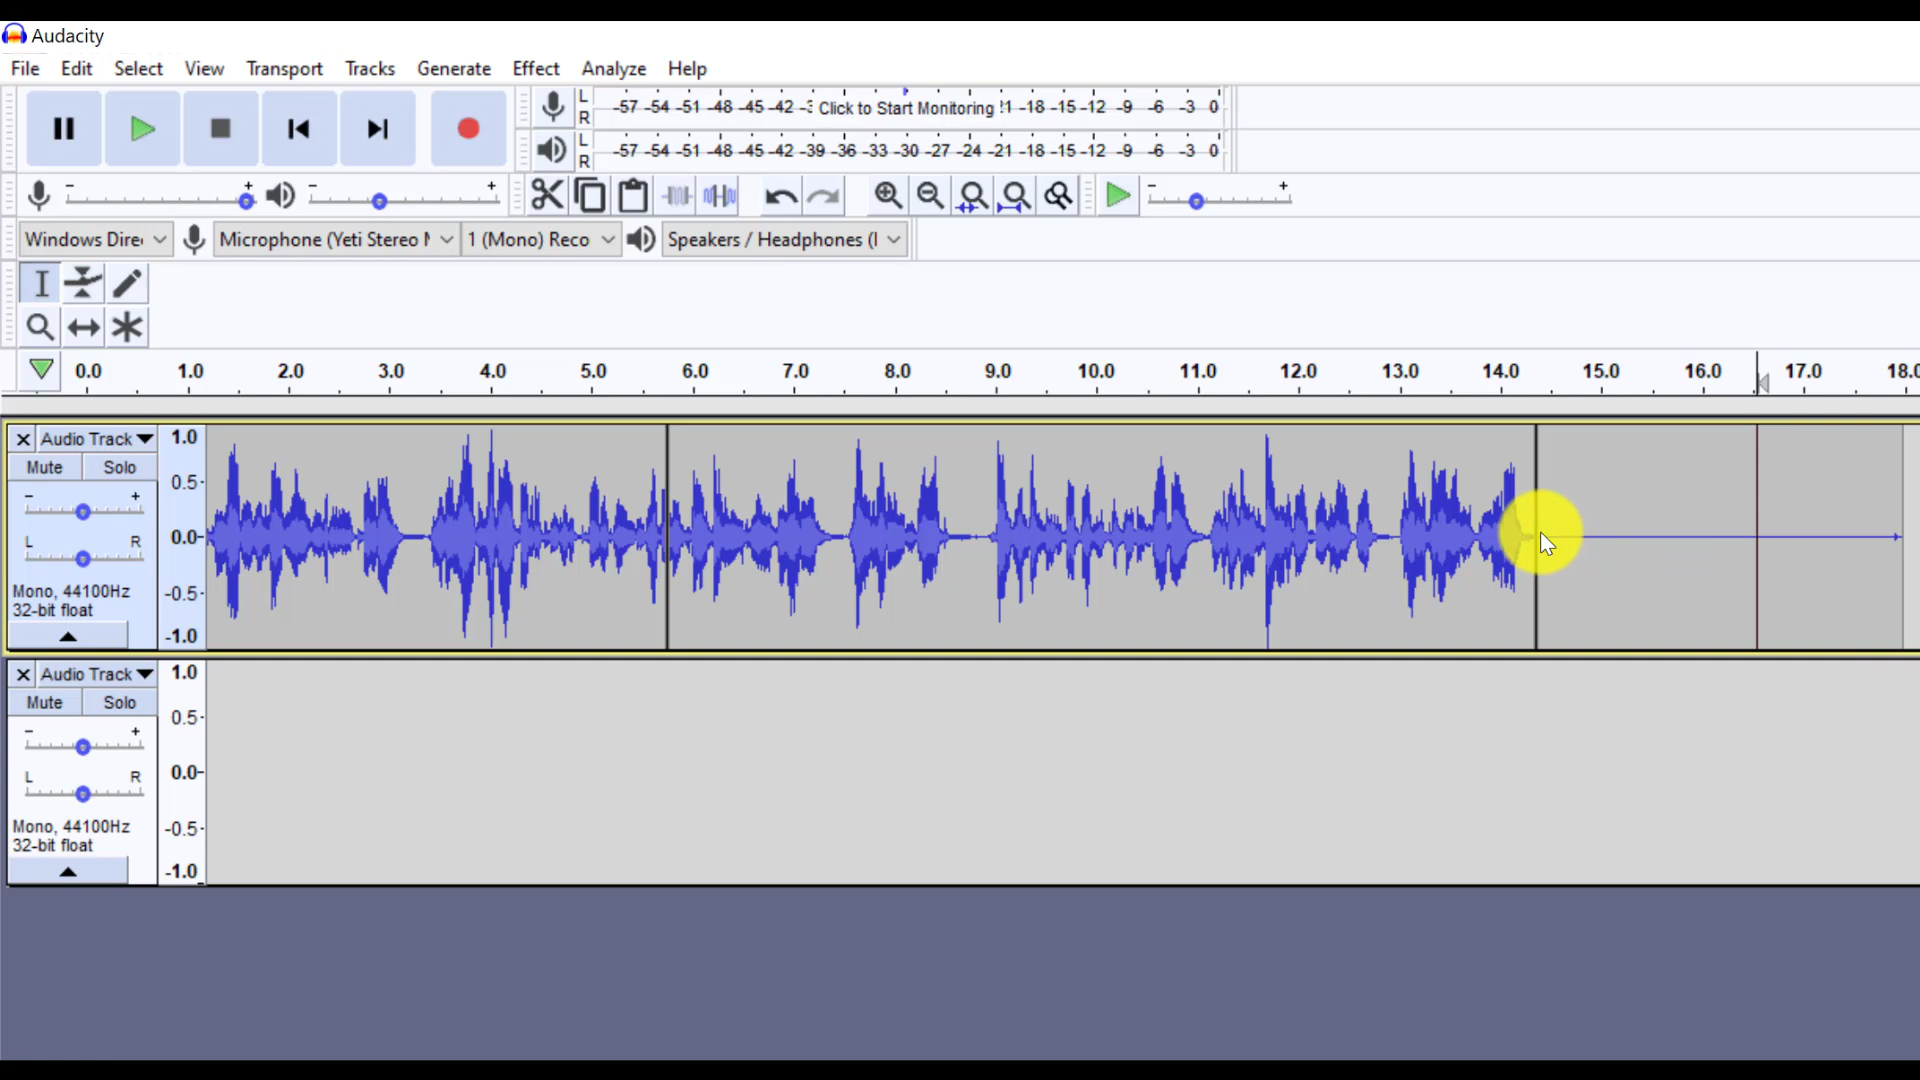 Audacity
File Edit Select View Transport Tracks Generate Effect Analyze Help
L
R
-57 -54 -51 -48 -45 -42 Click to Start Monitoring -18 -15 -12 -9 -6 -3 0
L
R
-57 -54 -51 -48 -45 -42 -39 -36 -33 -30 -27 -24 -21 -18 -15 -12 -9 -6 -3 0
- + - + - +
Windows Dire Microphone (Yeti Stereo 1 (Mono) Reco Speakers / Headphones (
0.0 1.0 2.0 3.0 4.0 5.0 6.0 7.0 8.0 9.0 10.0 11.0 12.0 13.0 14.0 15.0 16.0 17.0 18.0
Audio Track 1.0
Mute Solo
0.5
- +
L R 0.0
Mono, 44100Hz -0.5
32-bit float
-1.0
Audio Track 1.0
Mute Solo
0.5
- +
L R 0.0
Mono, 44100Hz -0.5
32-bit float
-1.0